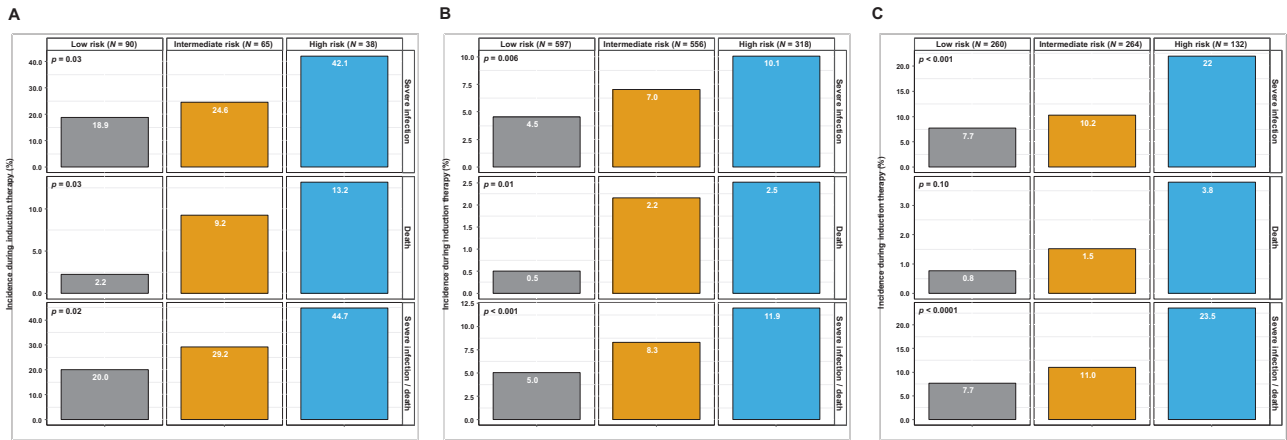 A
Low risk (N = 90) Intermediate risk (N = 65) High risk (N = 38)
Incidence during induction therapy (%)
p = 0.03
40.0
30.0
20.0
10.0
0.0
18.9
24.6
42.1
Severe infection
p = 0.03
10.0
5.0
0.0
2.2
9.2
13.2
Death
p = 0.02
40.0
30.0
20.0
10.0
0.0
20.0
29.2
44.7
Severe infection / death
B
Low risk (N = 597) Intermediate risk (N = 556) High risk (N = 318)
Incidence during induction therapy (%)
p = 0.006
10.0
7.5
5.0
2.5
0.0
4.5
7.0
10.1
Severe infection
p = 0.01
2.5
2.0
1.5
1.0
0.5
0.0
0.5
2.2
2.5
Death
p < 0.001
12.5
10.0
7.5
5.0
2.5
0.0
5.0
8.3
11.9
Severe infection / death
C
Low risk (N = 260) Intermediate risk (N = 264) High risk (N = 132)
Incidence during induction therapy (%)
p < 0.001
20.0
15.0
10.0
5.0
0.0
7.7
10.2
22
Severe infection
p = 0.10
3.0
2.0
1.0
0.0
0.8
1.5
3.8
Death
p < 0.0001
20.0
15.0
10.0
5.0
0.0
7.7
11.0
23.5
Severe infection / death